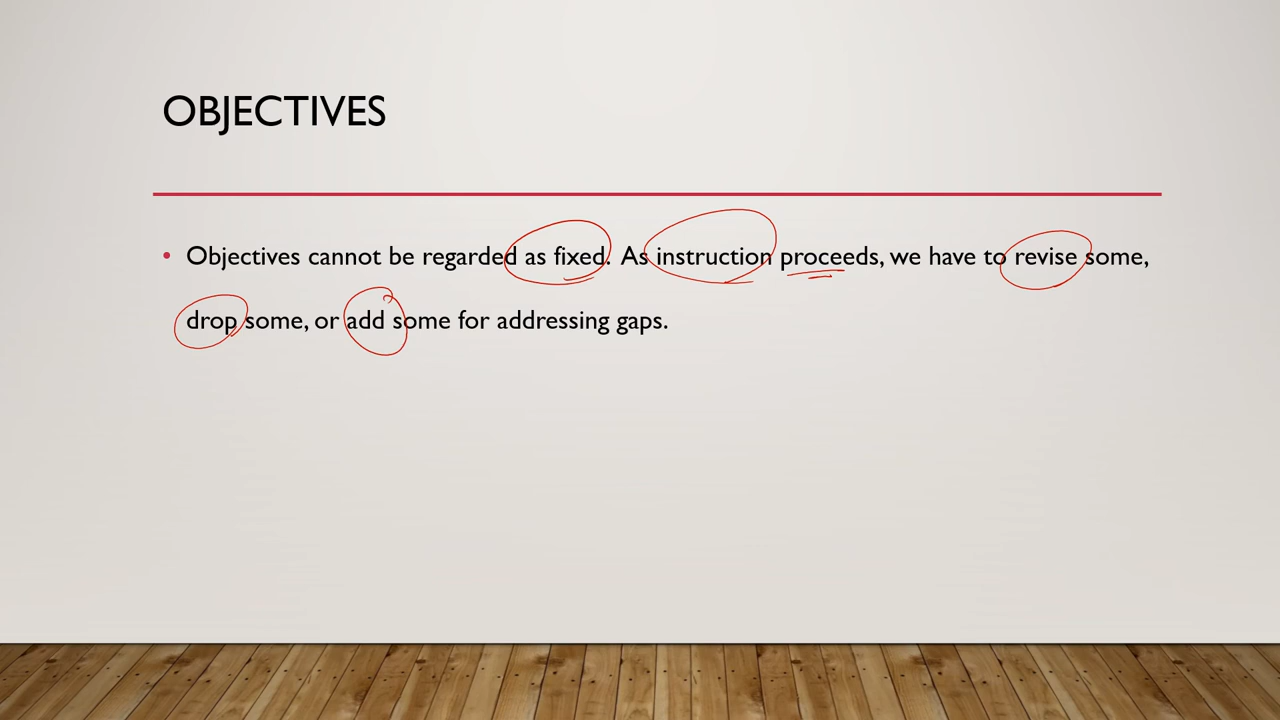 OBJECTIVES
• Objectives cannot be regarded as fixed. As instruction proceeds, we have to revise some,
drop some, or add some for addressing gaps.